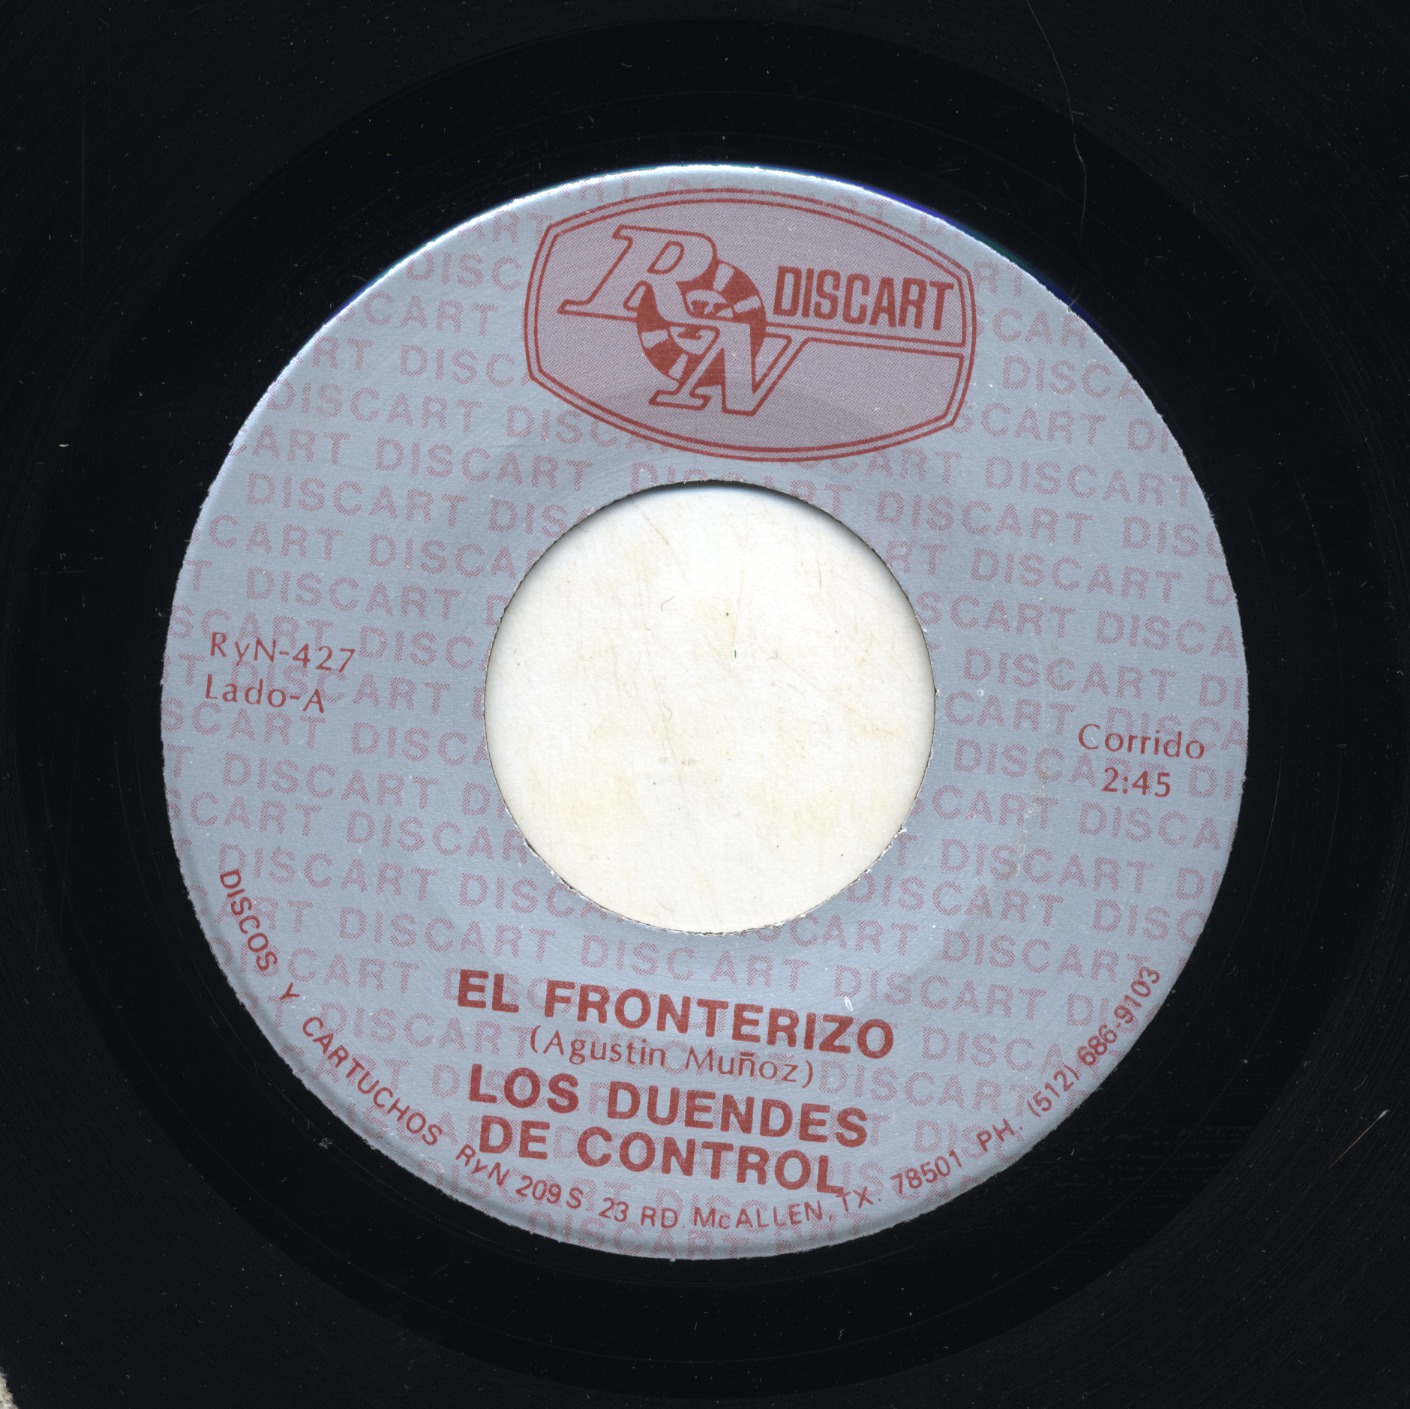 RyN DISCART
RyN-427
Lado-A
Corrido
2:45
EL FRONTERIZO
(Agustin Muñoz)
LOS DUENDES
DE CONTROL
DISCOS Y CARTUCHOS RyN 209 S. 23 RD. McALLEN, TX. 78501 PH. (512) 686-9103